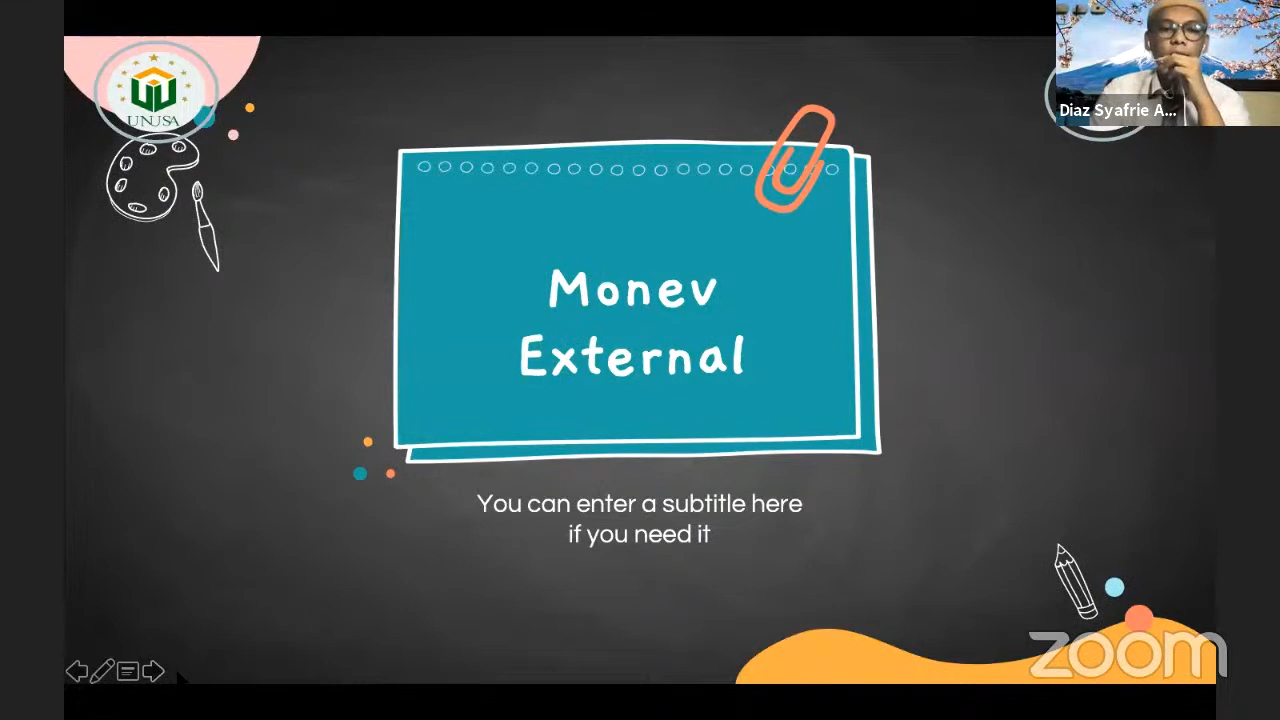 UNUSA
Diaz Syafrie A...
Monev
External
You can enter a subtitle here
if you need it
zoom